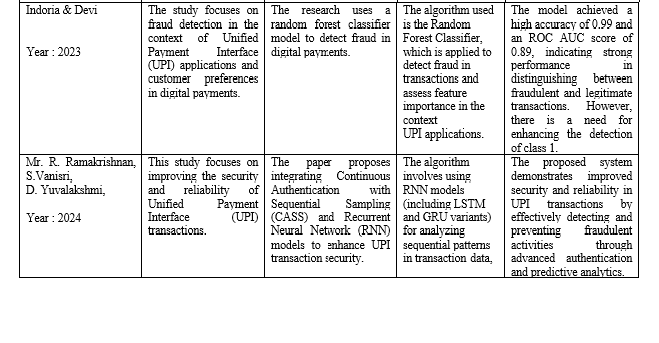 Indoria & Devi
Year : 2023
The study focuses on
fraud detection in the
context of Unified
Payment Interface
(UPI) applications and
customer preferences
in digital payments.
The research uses a
random forest classifier
model to detect fraud in
digital payments.
The algorithm used
is the Random
Forest Classifier,
which is applied to
detect fraud in
transactions and
assess feature
importance in the
context
UPI applications.
The model achieved a
high accuracy of 0.99 and
an ROC AUC score of
0.89, indicating strong
performance in
distinguishing between
fraudulent and legitimate
transactions. However,
there is a need for
enhancing the detection
of class 1.
Mr. R. Ramakrishnan,
S.Vanisri,
D. Yuvalakshmi,
Year : 2024
This study focuses on
improving the security
and reliability of
Unified Payment
Interface (UPI)
transactions.
The paper proposes
integrating Continuous
Authentication with
Sequential Sampling
(CASS) and Recurrent
Neural Network (RNN)
models to enhance UPI
transaction security.
The algorithm
involves using
RNN models
(including LSTM
and GRU variants)
for analyzing
sequential patterns
in transaction data,
The proposed system
demonstrates improved
security and reliability in
UPI transactions by
effectively detecting and
preventing fraudulent
activities through
advanced authentication
and predictive analytics.